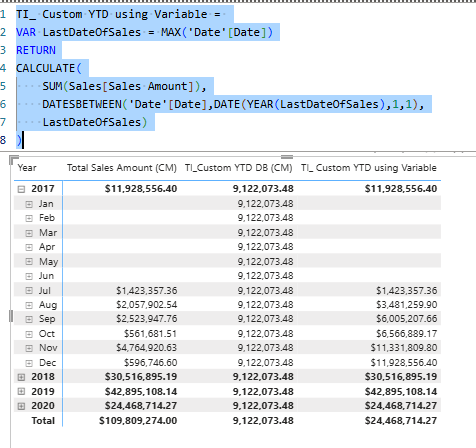 1 TI_ Custom YTD using Variable =
2 VAR LastDateOfSales = MAX('Date'[Date])
3 RETURN
4 CALCULATE(
5 SUM(Sales[Sales Amount]),
6 DATESBETWEEN('Date'[Date],DATE(YEAR(LastDateOfSales),1,1),
7 LastDateOfSales)
8 )
Year Total Sales Amount (CM) TI_Custom YTD DB (CM) TI_ Custom YTD using Variable
2017 $11,928,556.40 9,122,073.48 $11,928,556.40
Jan 9,122,073.48
Feb 9,122,073.48
Mar 9,122,073.48
Apr 9,122,073.48
May 9,122,073.48
Jun 9,122,073.48
Jul $1,423,357.36 9,122,073.48 $1,423,357.36
Aug $2,057,902.54 9,122,073.48 $3,481,259.90
Sep $2,523,947.76 9,122,073.48 $6,005,207.66
Oct $561,681.51 9,122,073.48 $6,566,889.17
Nov $4,764,920.63 9,122,073.48 $11,331,809.80
Dec $596,746.60 9,122,073.48 $11,928,556.40
2018 $30,516,895.19 9,122,073.48 $30,516,895.19
2019 $42,895,108.14 9,122,073.48 $42,895,108.14
2020 $24,468,714.27 9,122,073.48 $24,468,714.27
Total $109,809,274.00 9,122,073.48 $24,468,714.27